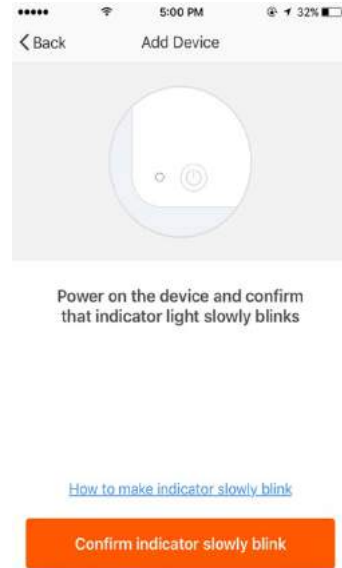 5:00 PM
32%
Back
Add Device
Power on the device and confirm
that indicator light slowly blinks
How to make indicator slowly blink
Confirm indicator slowly blink